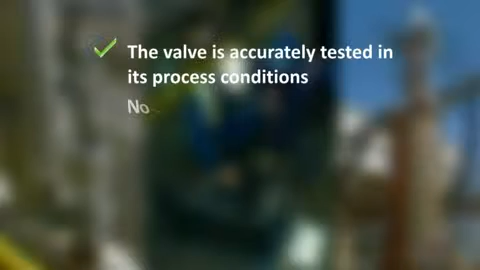 The valve is accurately tested in
its process conditions
No